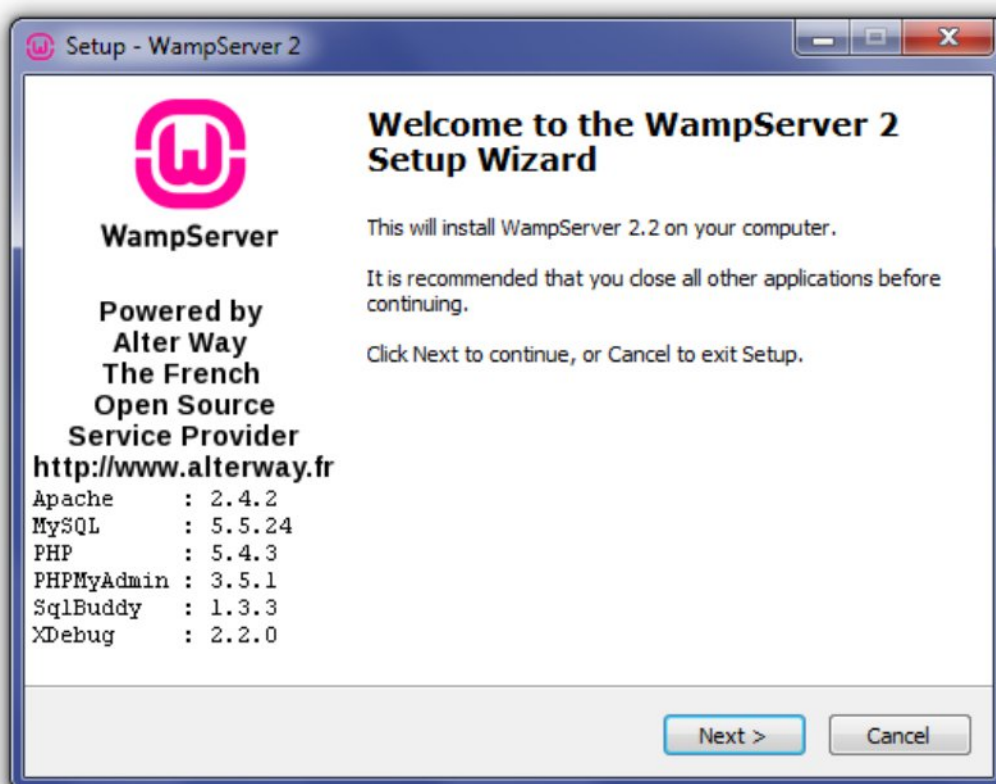 Setup - WampServer 2
WampServer
Powered by
Alter Way
The French
Open Source
Service Provider
http://www.alterway.fr
Apache : 2.4.2
MySQL : 5.5.24
PHP : 5.4.3
PHPMyAdmin : 3.5.1
SqlBuddy : 1.3.3
XDebug : 2.2.0
Welcome to the WampServer 2
Setup Wizard
This will install WampServer 2.2 on your computer.
It is recommended that you close all other applications before
continuing.
Click Next to continue, or Cancel to exit Setup.
Next >
Cancel